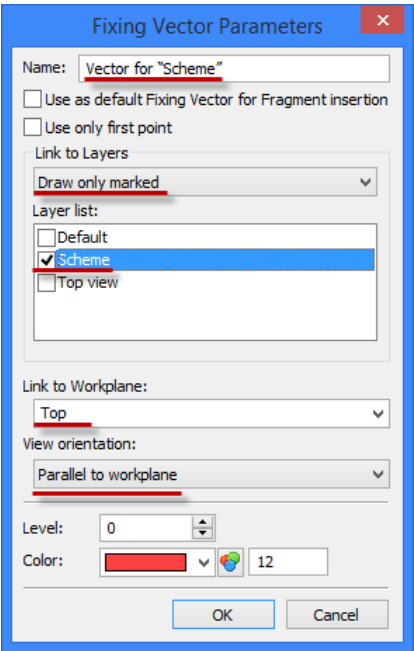 Fixing Vector Parameters
Name: Vector for “Scheme”
Use as default Fixing Vector for Fragment insertion
Use only first point
Link to Layers
Draw only marked
Layer list:
Default
Scheme
Top view
Link to Workplane:
Top
View orientation:
Parallel to workplane
Level: 0
Color: 12
OK Cancel